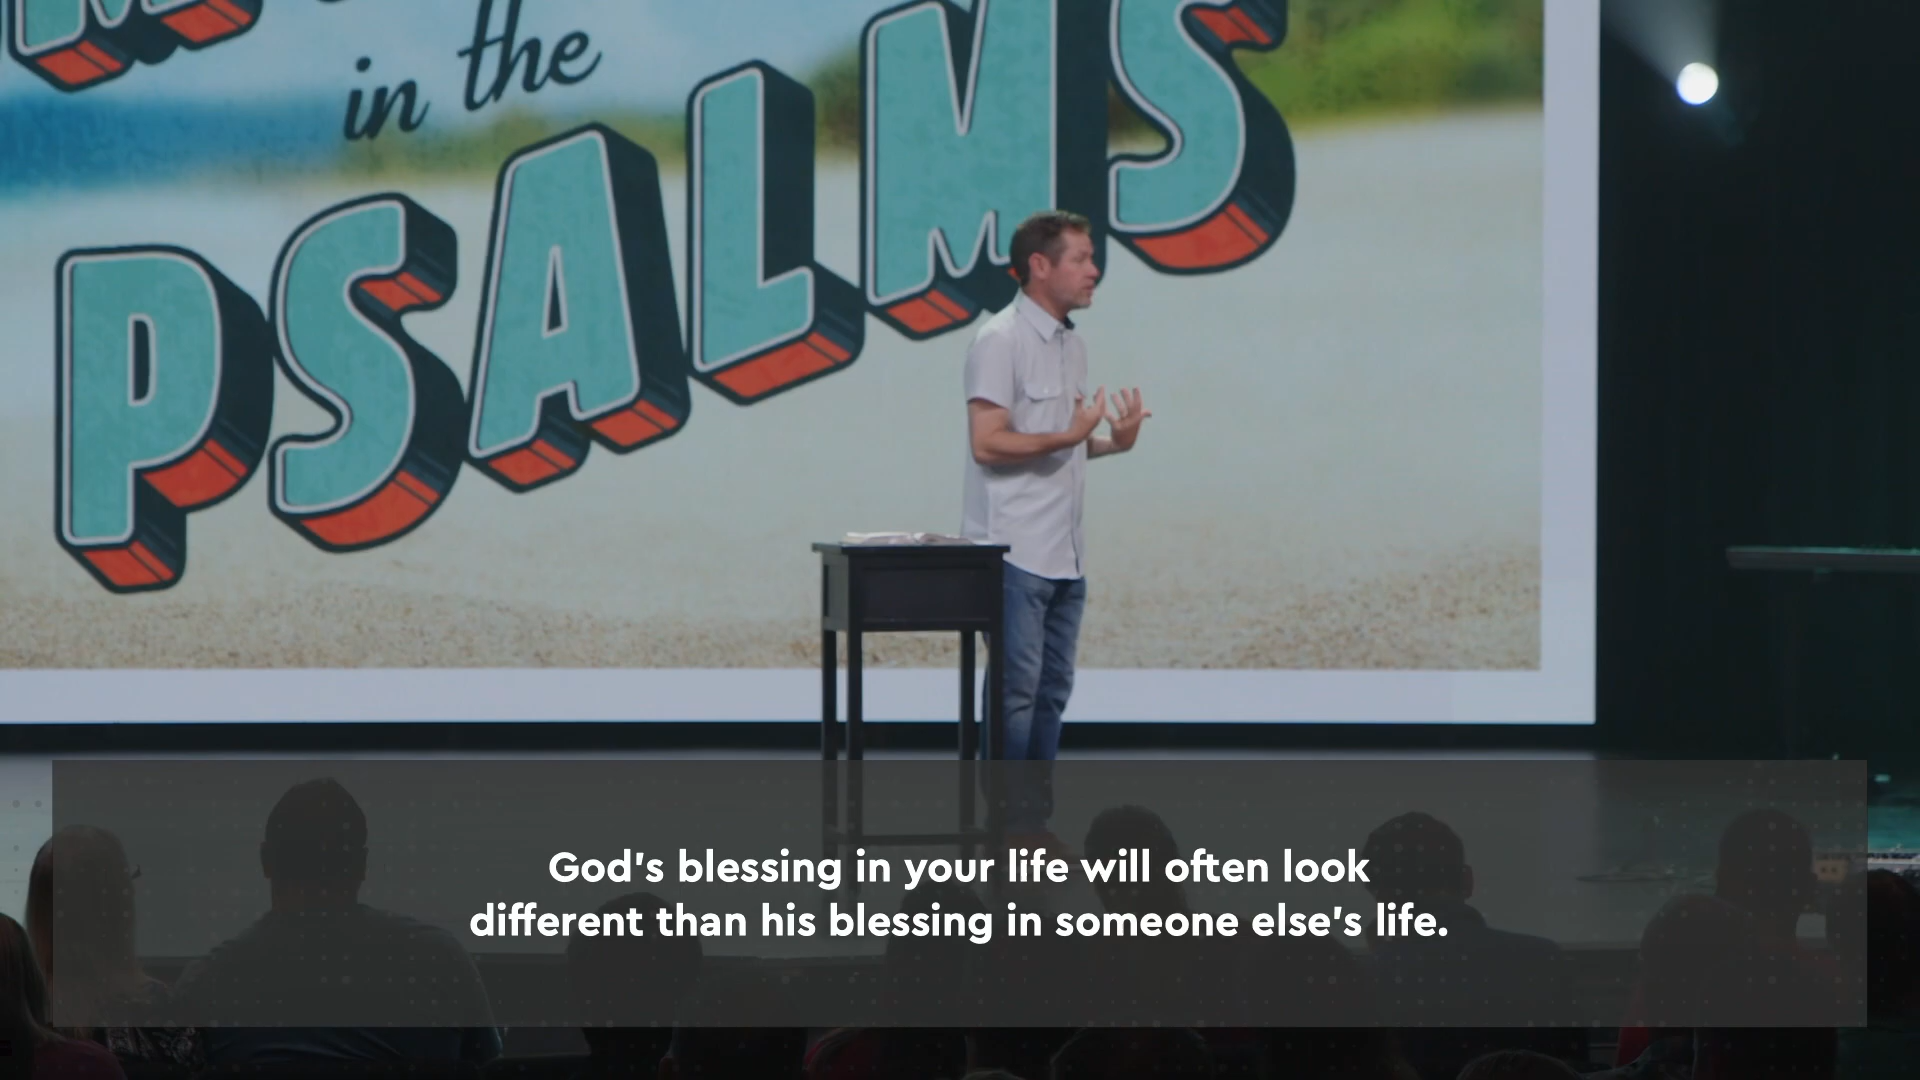 in the
PSALMS
God's blessing in your life will often look
different than his blessing in someone else's life.